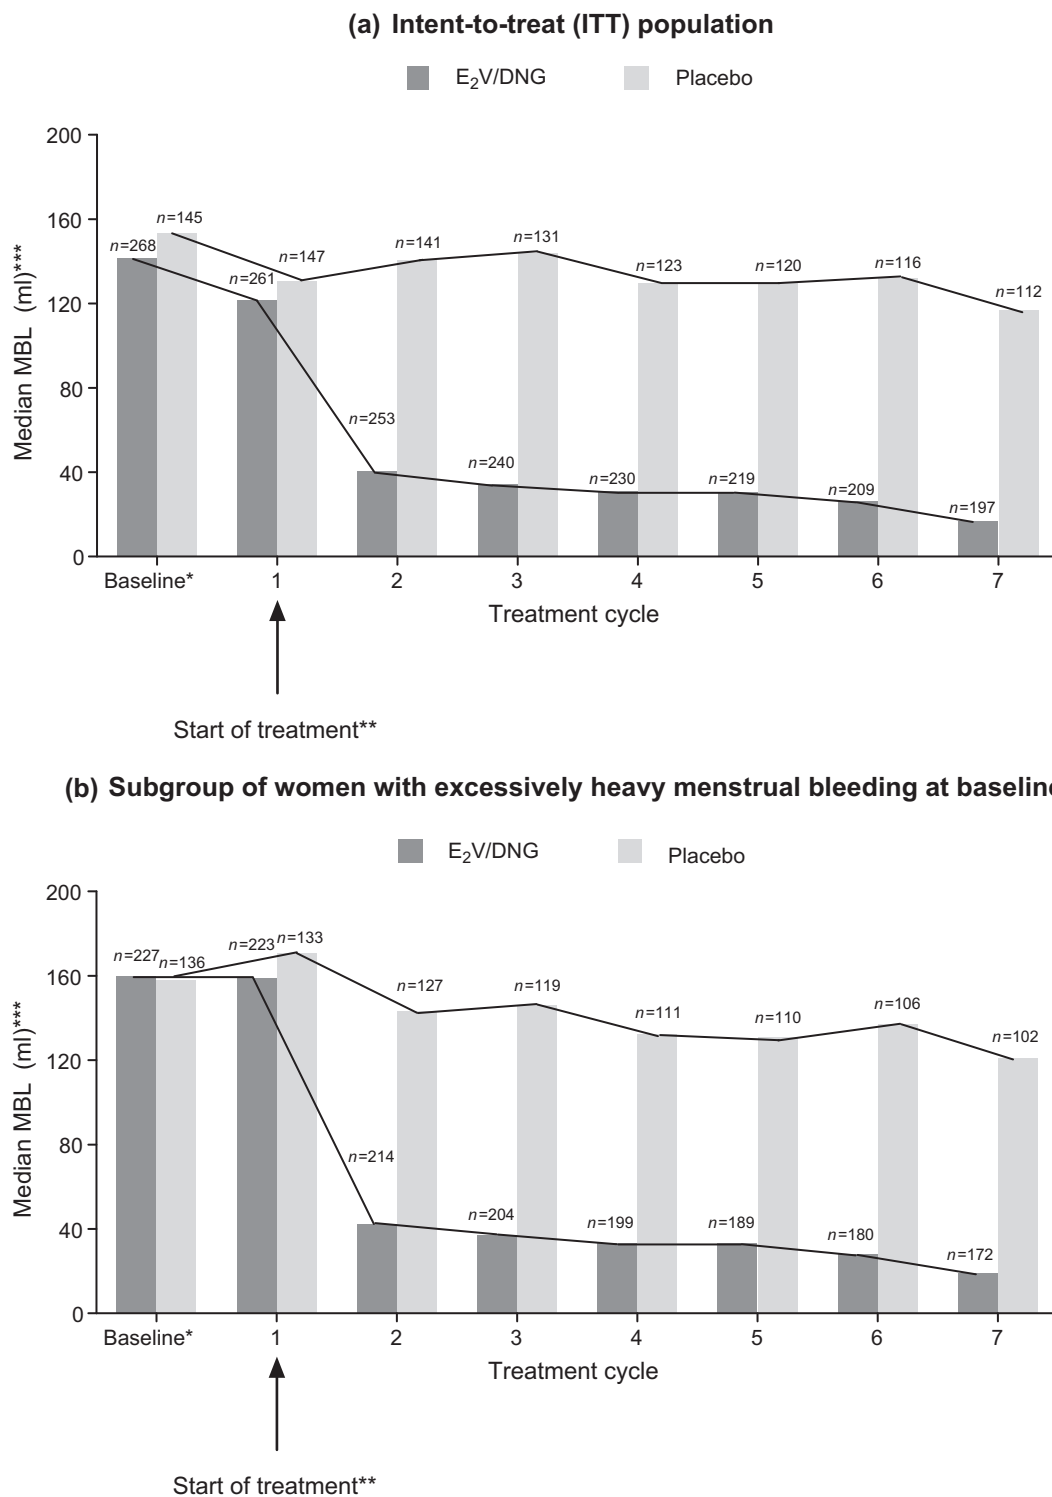 (a) Intent-to-treat (ITT) population
E2V/DNG Placebo
Median MBL (ml)***
200
160
120
80
40
0
n=268 n=145
n=261 n=147
n=253 n=141
n=240 n=131
n=230 n=123
n=219 n=120
n=209 n=116
n=197 n=112
Baseline* 1 2 3 4 5 6 7
Treatment cycle
Start of treatment**
(b) Subgroup of women with excessively heavy menstrual bleeding at baseline
E2V/DNG Placebo
Median MBL (ml)***
200
160
120
80
40
0
n=227 n=136
n=223 n=133
n=214 n=127
n=204 n=119
n=199 n=111
n=189 n=110
n=180 n=106
n=172 n=102
Baseline* 1 2 3 4 5 6 7
Treatment cycle
Start of treatment**